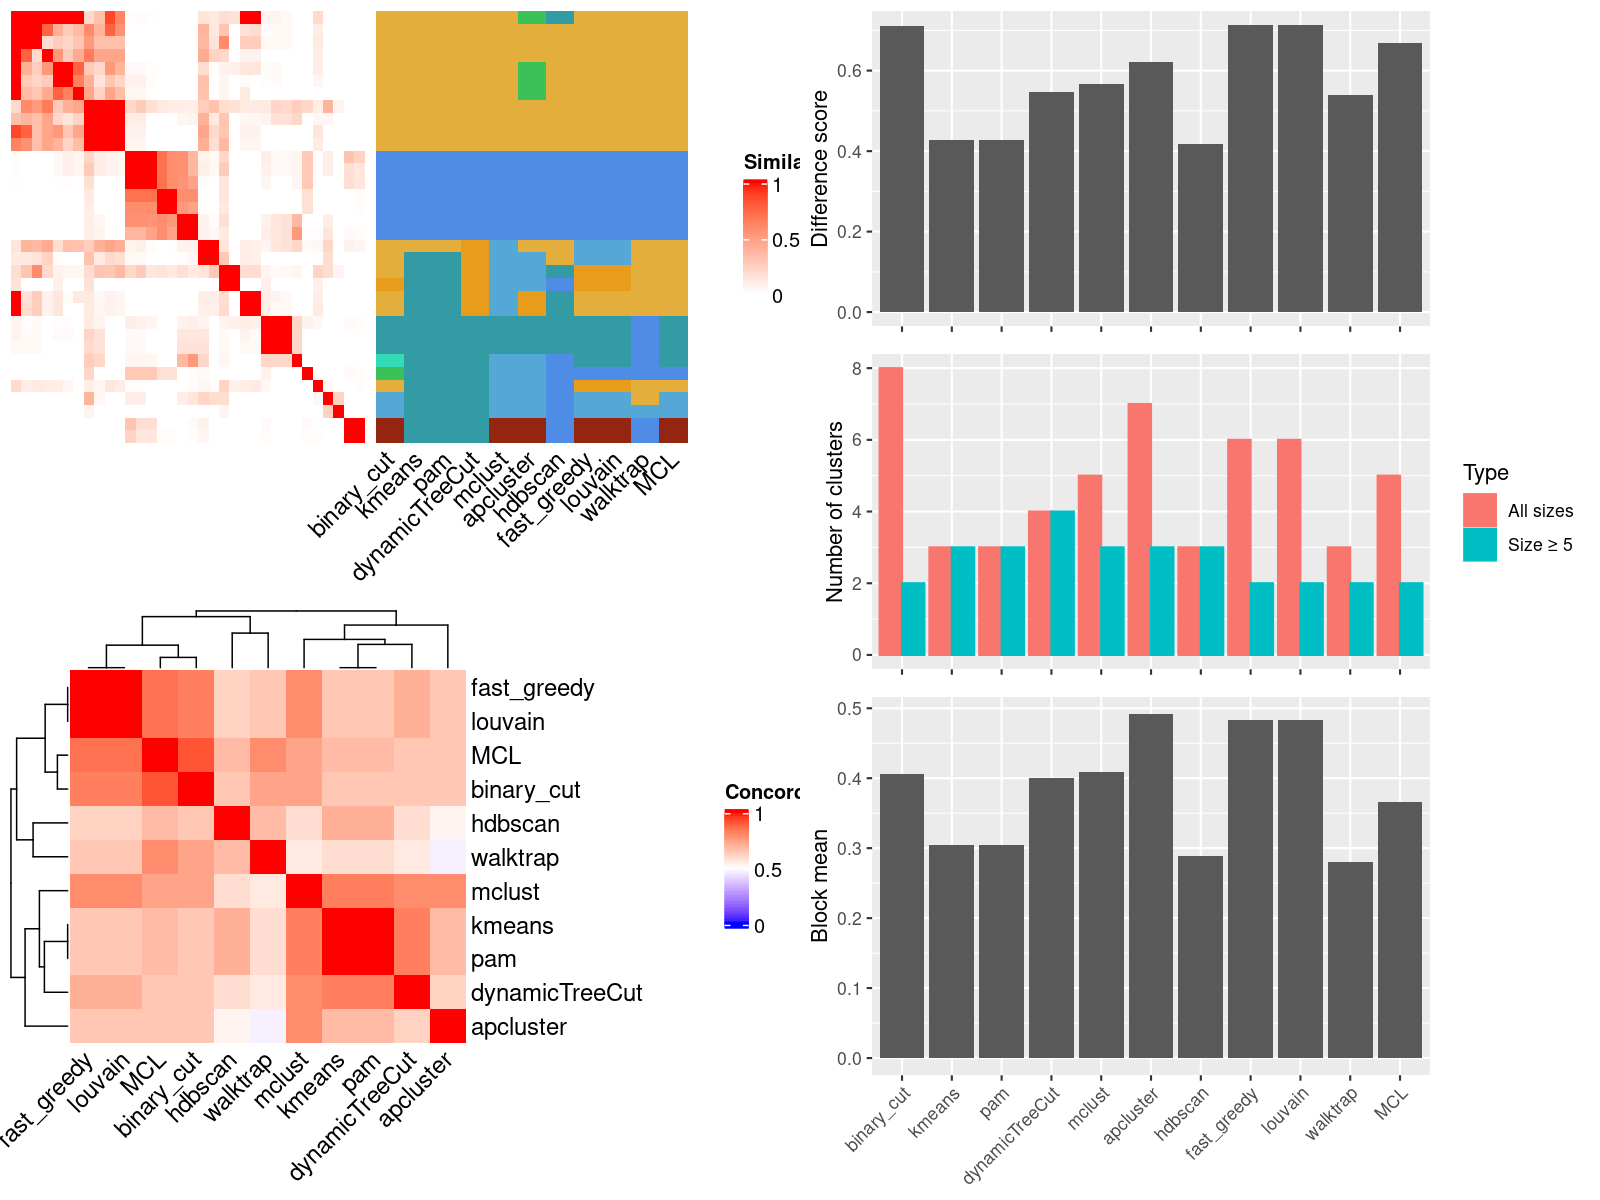 Simila
1
0.5
0
binary_cut
kmeans
pam
dynamicTreeCut
mclust
apcluster
hdbscan
fast_greedy
louvain
walktrap
MCL
fast_greedy
louvain
MCL
binary_cut
hdbscan
walktrap
mclust
kmeans
pam
dynamicTreeCut
apcluster
Concord
1
0.5
0
fast_greedy
louvain
MCL
binary_cut
hdbscan
walktrap
mclust
kmeans
pam
dynamicTreeCut
apcluster
Difference score
0.6
0.4
0.2
0.0
Number of clusters
8
6
4
2
0
Type
All sizes
Size ≥ 5
Block mean
0.5
0.4
0.3
0.2
0.1
0.0
binary_cut
kmeans
pam
dynamicTreeCut
mclust
apcluster
hdbscan
fast_greedy
louvain
walktrap
MCL